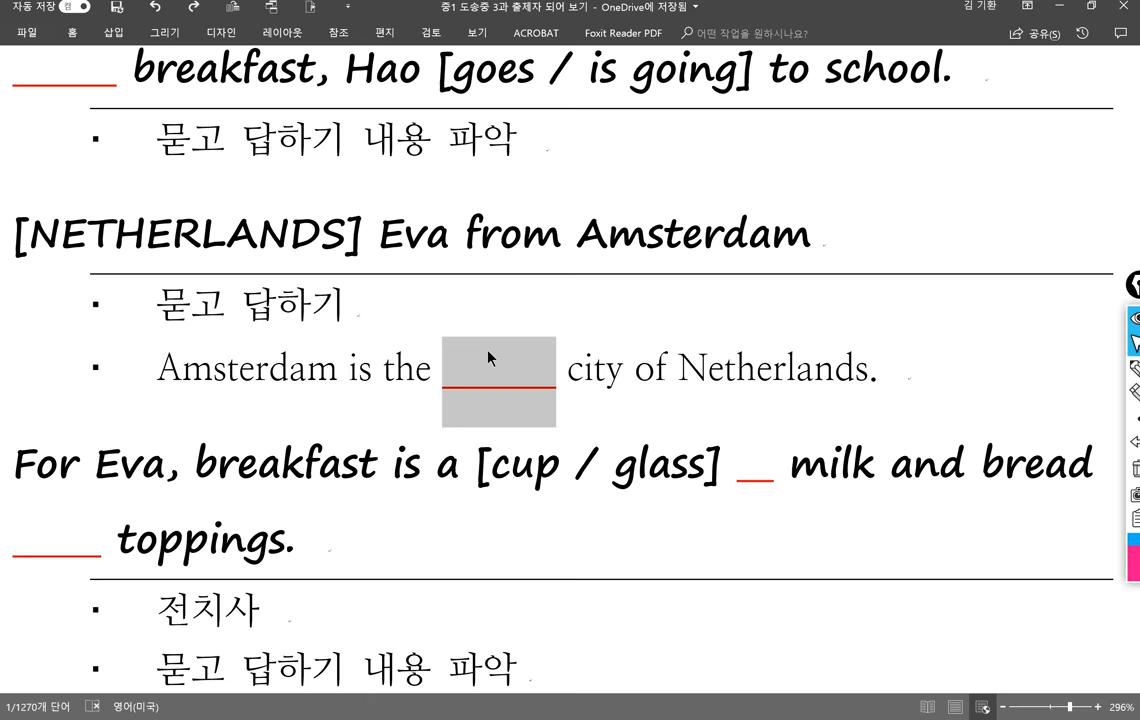 자동 저장 켬 중1 도송중 3과 출제자 되어 보기 - OneDrive에 저장됨 김 기환
파일 홈 삽입 그리기 디자인 레이아웃 참조 편지 검토 보기 ACROBAT Foxit Reader PDF 어떤 작업을 원하시나요? 공유(S)
breakfast, Hao [goes / is going] to school.
▪ 묻고 답하기 내용 파악
[NETHERLANDS] Eva from Amsterdam
▪ 묻고 답하기
▪ Amsterdam is the ______ city of Netherlands.
For Eva, breakfast is a [cup / glass] __ milk and bread
_____ toppings.
▪ 전치사
▪ 묻고 답하기 내용 파악
1/1270개 단어 영어(미국) 296%